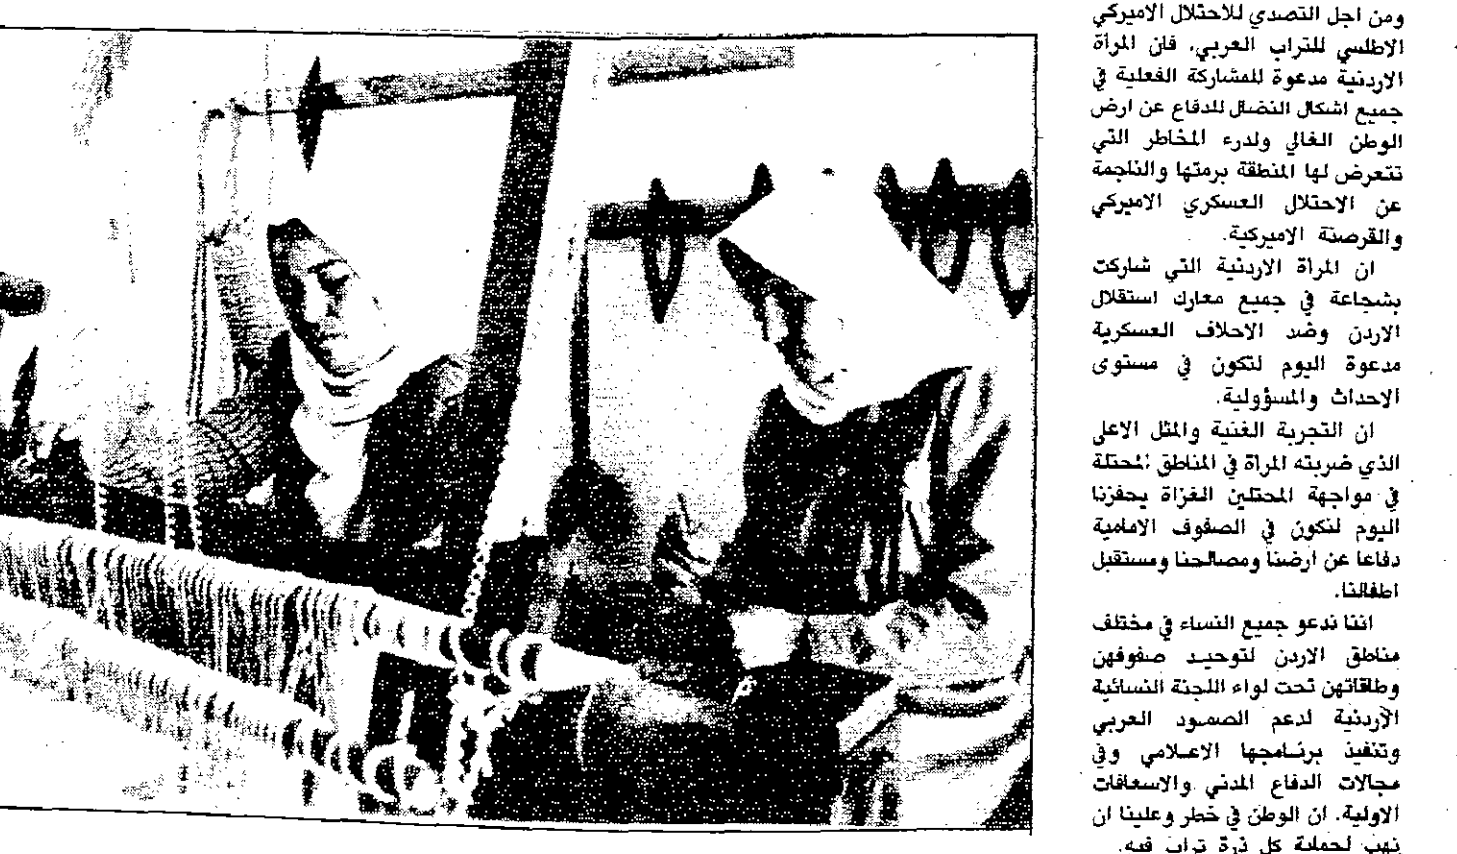 ومن اجل التصدي للاحتلال الاميركي
الاطلسي للتراب العربي، فان المرأة
الاردنية مدعوة للمشاركة الفعلية في
جميع اشكال النضال للدفاع عن ارض
الوطن الغالي ولدرء المخاطر التي
تتعرض لها المنطقة برمتها والناجمة
عن الاحتلال العسكري الاميركي
والقرصنة الاميركية.
ان المرأة الاردنية التي شاركت
بشجاعة في جميع معارك استقلال
الاردن وضد الاحلاف العسكرية
مدعوة اليوم لتكون في مستوى
الاحداث والمسؤولية.
ان التجربة الغنية والمثل الاعلى
الذي ضربته المرأة في المناطق المحتلة
في مواجهة المحتلين الغزاة يحفزنا
اليوم لنكون في الصفوف الامامية
دفاعا عن ارضنا ومصالحنا ومستقبل
اطفالنا.
اننا ندعو جميع النساء في مختلف
مناطق الاردن لتوحيد صفوفهن
وطاقاتهن تحت لواء اللجنة النسائية
الاردنية لدعم الصمود العربي
وتنفيذ برنامجها الاعلامي وفي
مجالات الدفاع المدني والاسعافات
الاولية. ان الوطن في خطر وعلينا ان
نهب لحماية كل ذرة تراب فيه.